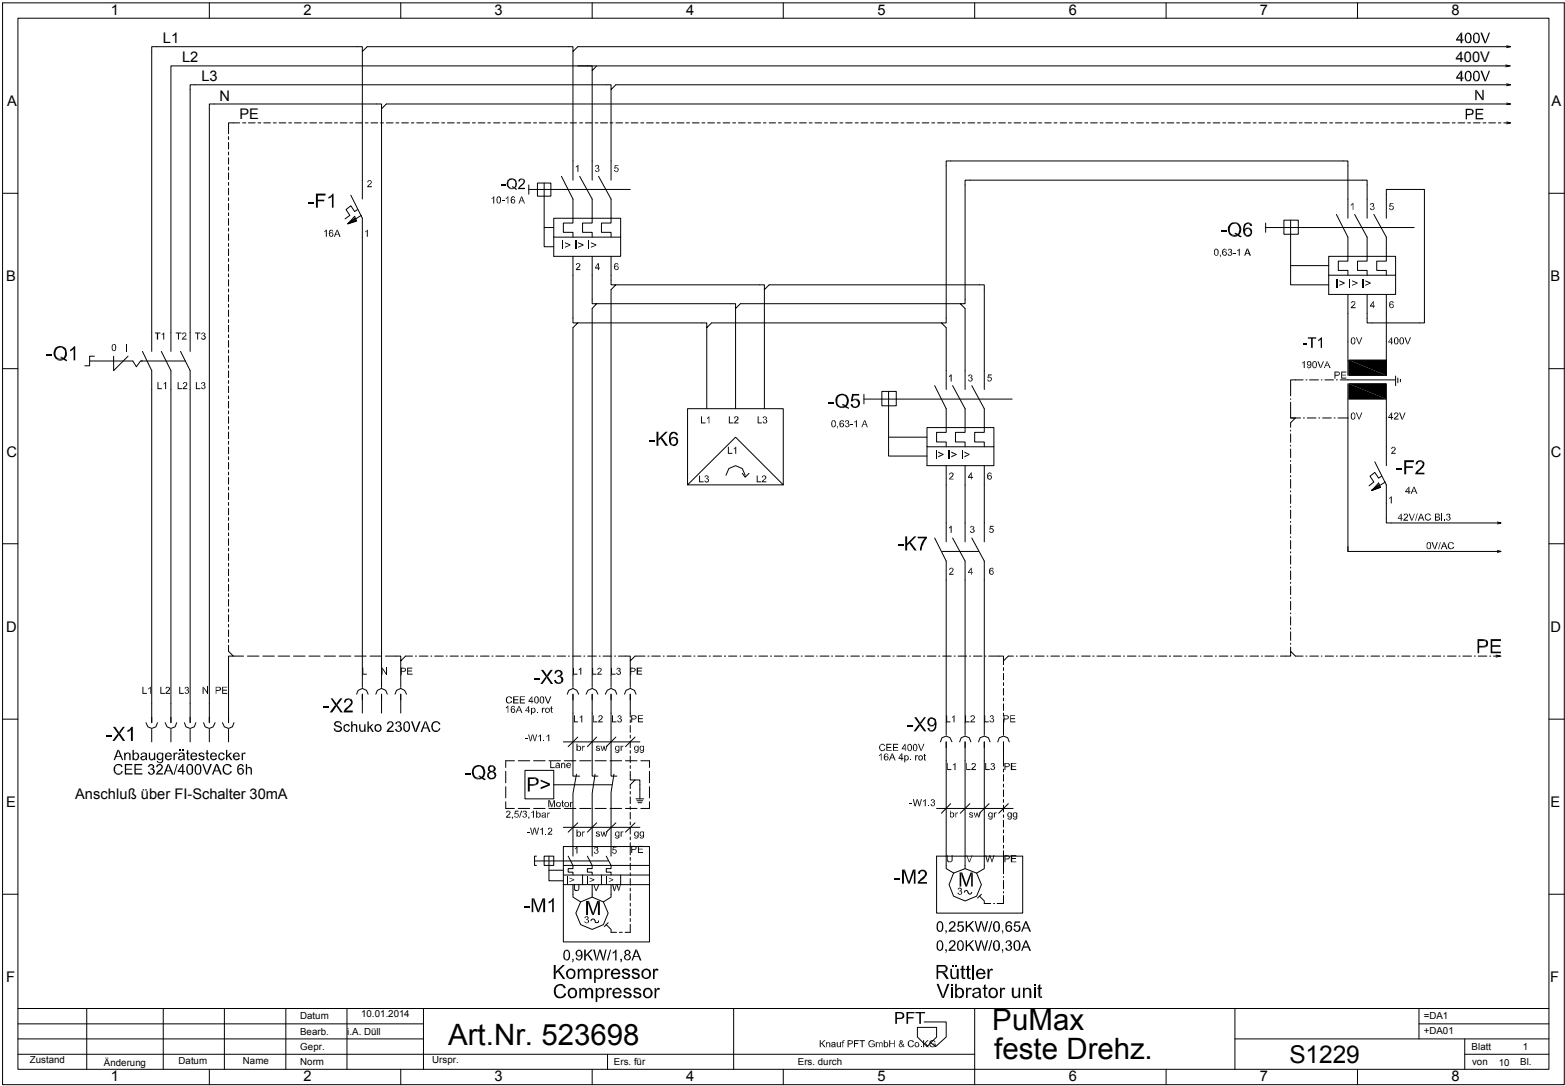 1 2 3 4 5 6 7 8
L1 400V
L2 400V
L3 400V
A N N A
PE PE
-F1
16A
2
1
-Q2
10-16 A
1 3 5
I> I> I>
2 4 6
-Q6
0,63-1 A
1 3 5
I> I> I>
2 4 6
B B
-Q1
0 I
T1 T2 T3
L1 L2 L3
-T1
190VA
0V 400V
PE
0V 42V
-Q5
0,63-1 A
1 3 5
I> I> I>
2 4 6
-K6
L1 L2 L3
L1
L3 L2
C C
-F2
4A
2
1
42V/AC Bl.3
0V/AC
-K7
1 3 5
2 4 6
D D
PE
L1 L2 L3 N PE
-X1
Anbaugerätestecker
CEE 32A/400VAC 6h
Anschluß über FI-Schalter 30mA
L N PE
-X2
Schuko 230VAC
-X3
CEE 400V
16A 4p. rot
L1 L2 L3 PE
L1 L2 L3 PE
-W1.1
br sw gr gg
-Q8
Lane
P>
Motor
2,5/3,1bar
-W1.2
br sw gr gg
1 3 5 PE
I> I> I>
U V W
-M1
M
3~
0,9KW/1,8A
Kompressor
Compressor
-X9
CEE 400V
16A 4p. rot
L1 L2 L3 PE
L1 L2 L3 PE
E E
-W1.3
br sw gr gg
U V W PE
-M2
M
3~
0,25KW/0,65A
0,20KW/0,30A
Rüttler
Vibrator unit
F F
Datum 10.01.2014
Bearb. i.A. Düll
Gepr.
Zustand Änderung Datum Name Norm
Art.Nr. 523698
Urspr. Ers. für Ers. durch
PFT
Knauf PFT GmbH & Co.KG
PuMax
feste Drehz.
S1229
=DA1
+DA01
Blatt 1
von 10 Bl.
1 2 3 4 5 6 7 8